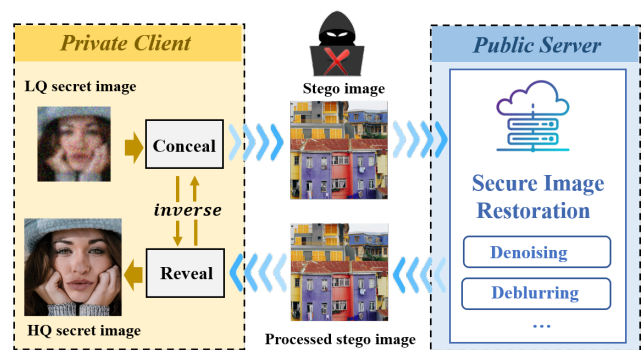 Private Client
LQ secret image
Conceal
inverse
Reveal
HQ secret image
Stego image
Processed stego image
Public Server
Secure Image
Restoration
Denoising
Deblurring
...